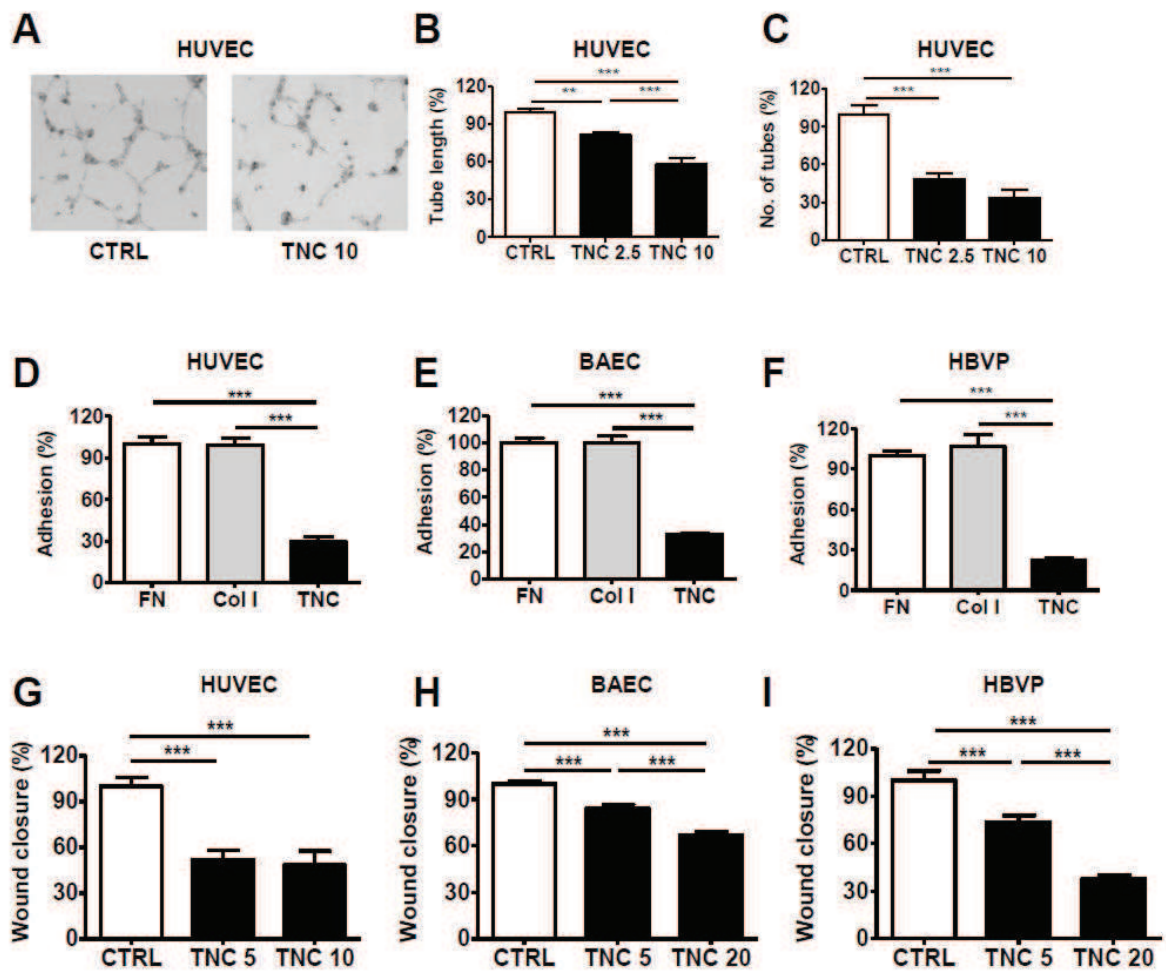 A
HUVEC
CTRL
TNC 10
B
HUVEC
***
** ***
Tube length (%)
120
90
60
30
0
CTRL TNC 2.5 TNC 10
C
HUVEC
***
***
No. of tubes (%)
120
90
60
30
0
CTRL TNC 2.5 TNC 10
D
HUVEC
***
***
Adhesion (%)
120
90
60
30
0
FN Col I TNC
E
BAEC
***
***
Adhesion (%)
120
100
80
60
40
20
0
FN Col I TNC
F
HBVP
***
***
Adhesion (%)
120
90
60
30
0
FN Col I TNC
G
HUVEC
***
***
Wound closure (%)
120
90
60
30
0
CTRL TNC 5 TNC 10
H
BAEC
***
*** ***
Wound closure (%)
120
90
60
30
0
CTRL TNC 5 TNC 20
I
HBVP
***
*** ***
Wound closure (%)
120
90
60
30
0
CTRL TNC 5 TNC 20